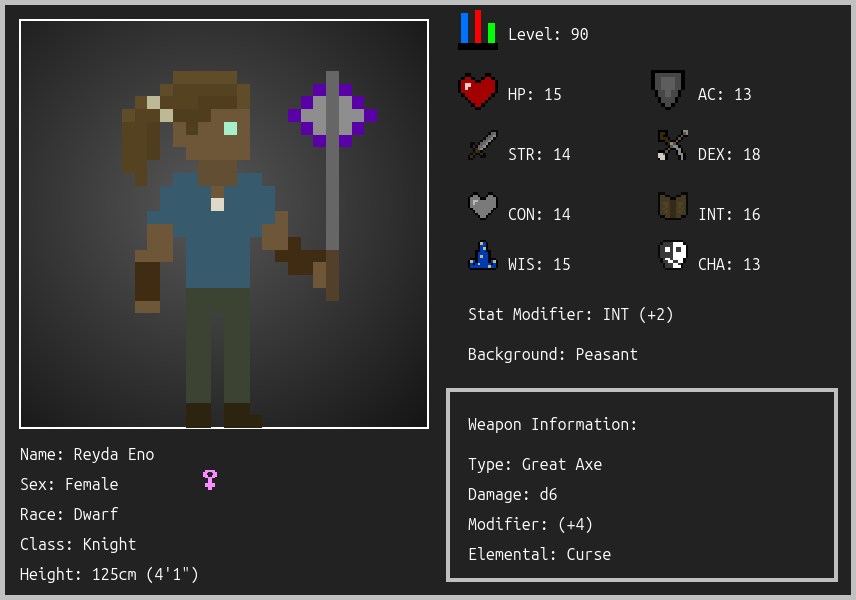 Level: 90
HP: 15
AC: 13
STR: 14
DEX: 18
CON: 14
INT: 16
WIS: 15
CHA: 13
Stat Modifier: INT (+2)
Background: Peasant
Weapon Information:
Type: Great Axe
Damage: d6
Modifier: (+4)
Elemental: Curse
Name: Reyda Eno
Sex: Female
Race: Dwarf
Class: Knight
Height: 125cm (4'1")